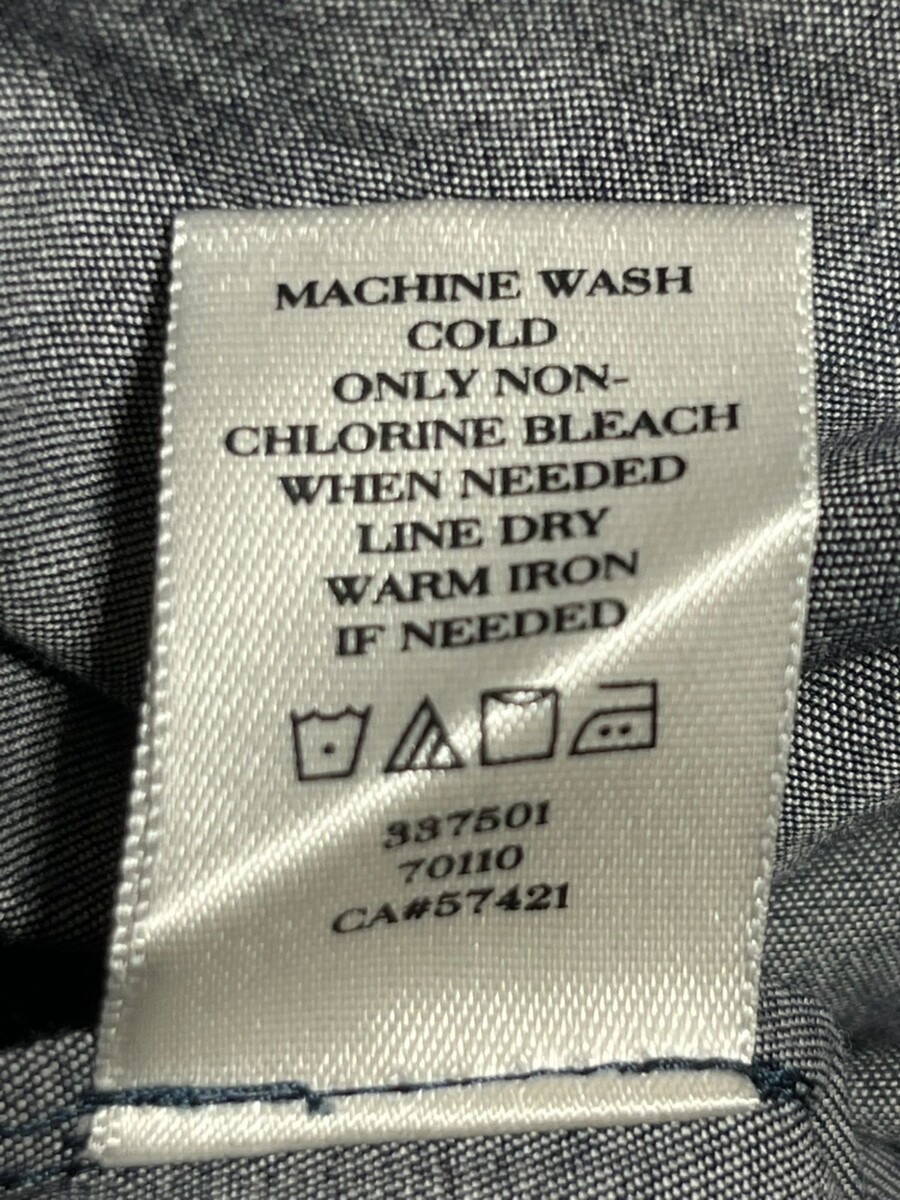 MACHINE WASH
COLD
ONLY NON-
CHLORINE BLEACH
WHEN NEEDED
LINE DRY
WARM IRON
IF NEEDED
337501
70110
CA#57421